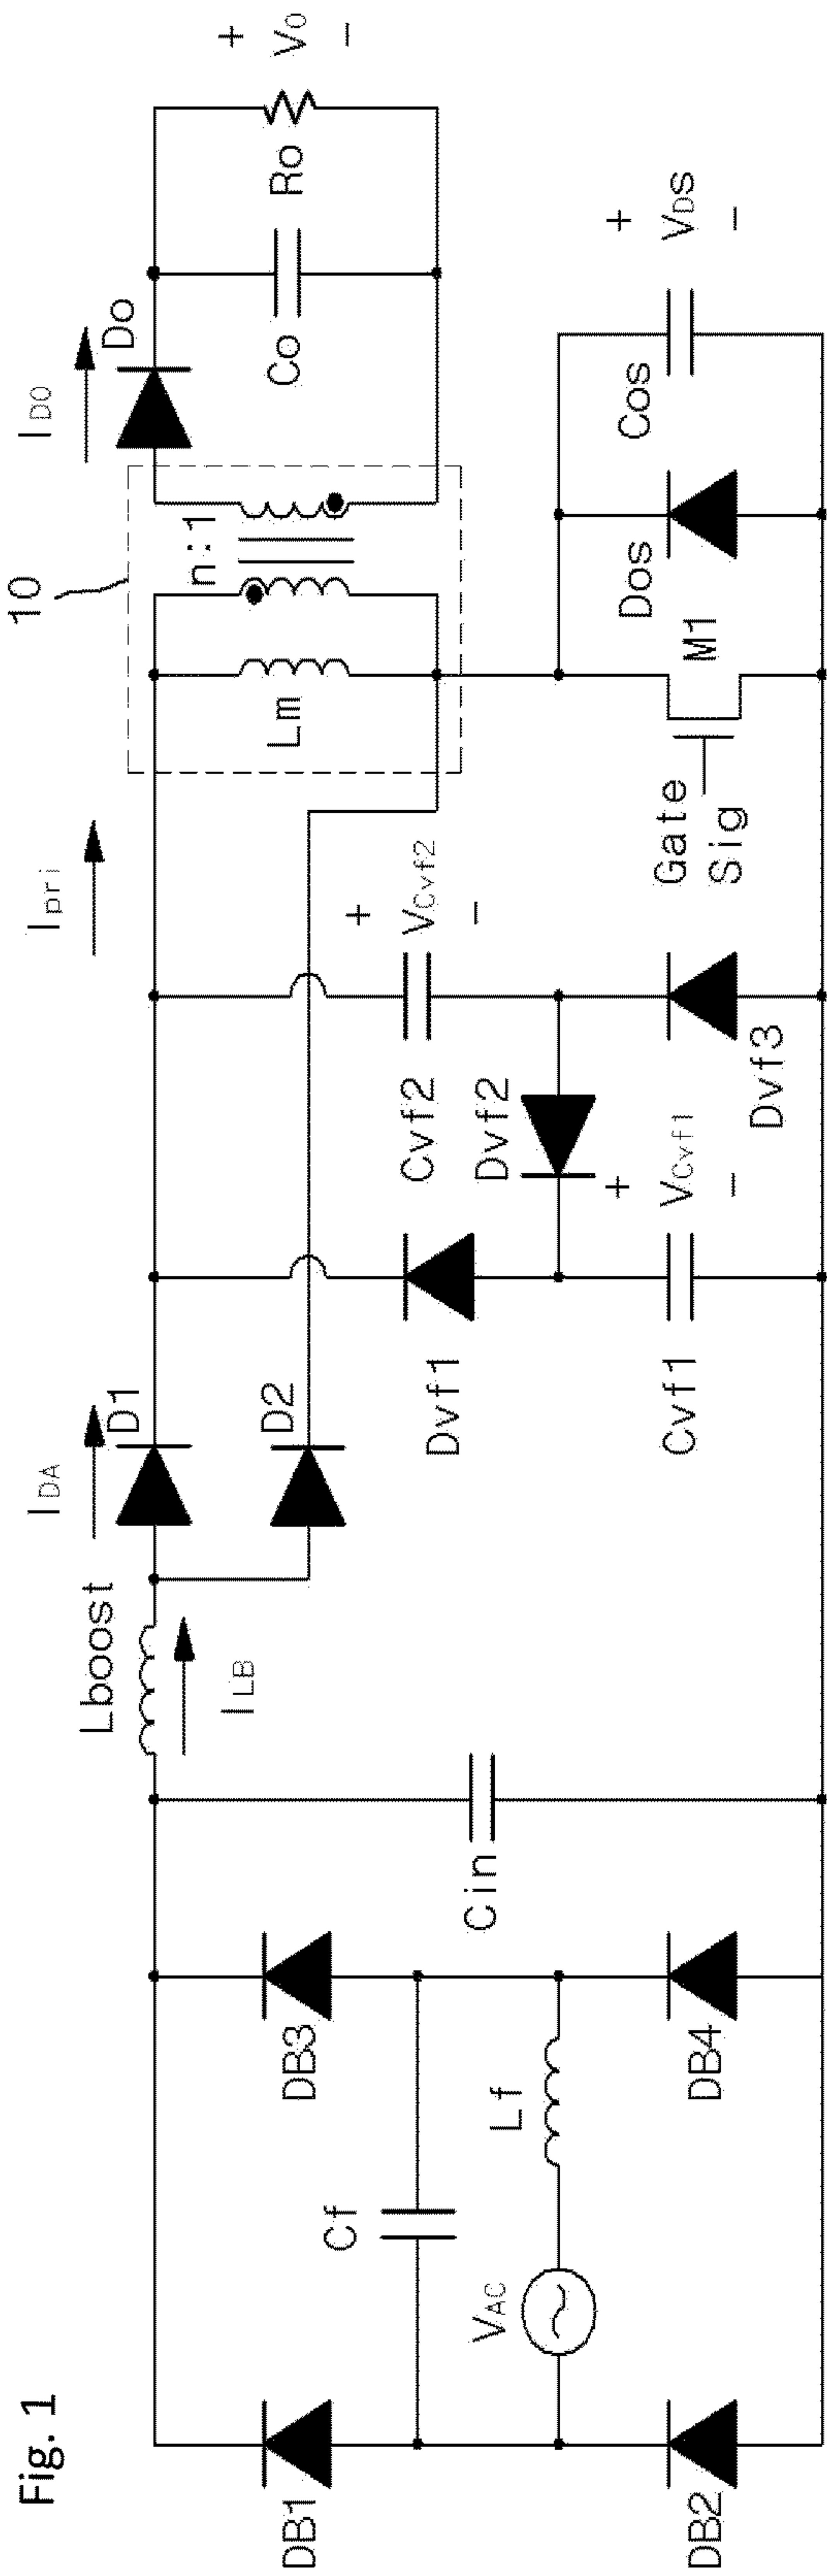 Fig. 1
DB1
DB2
Cf
VAC
Lf
DB3
DB4
Cin
Lboost
ILB
IDA
D1
D2
Dvf1
Cvf1
VCvf1
+
−
Cvf2
Dvf2
Dvf3
+
VCvf2
−
Ipri
10
n:1
Lm
Gate
Sig
M1
Dos
Cos
+
VDS
−
IDO
Do
Co
Ro
+
VO
−